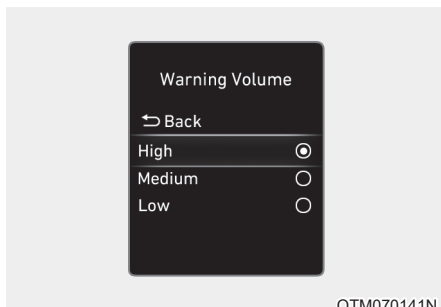 Warning Volume
Back
High
Medium
Low
OTM070141N